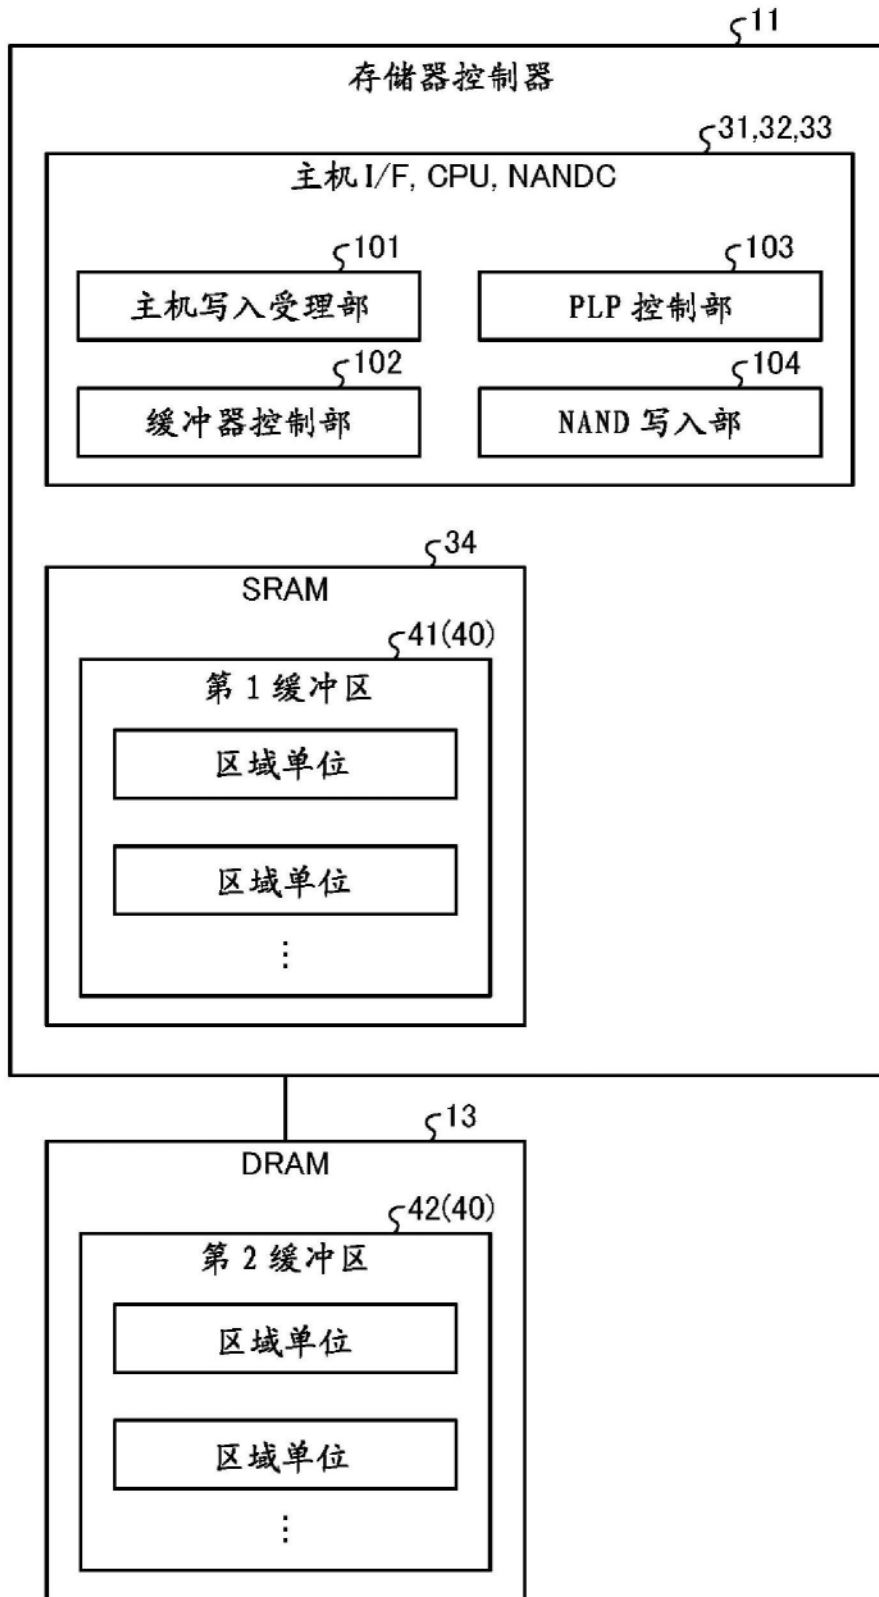 11
存储器控制器
31,32,33
主机 I/F, CPU, NANDC
101
103
主机写入受理部
PLP 控制部
102
104
缓冲器控制部
NAND 写入部
34
SRAM
41(40)
第 1 缓冲区
区域单位
区域单位
⋮
13
DRAM
42(40)
第 2 缓冲区
区域单位
区域单位
⋮